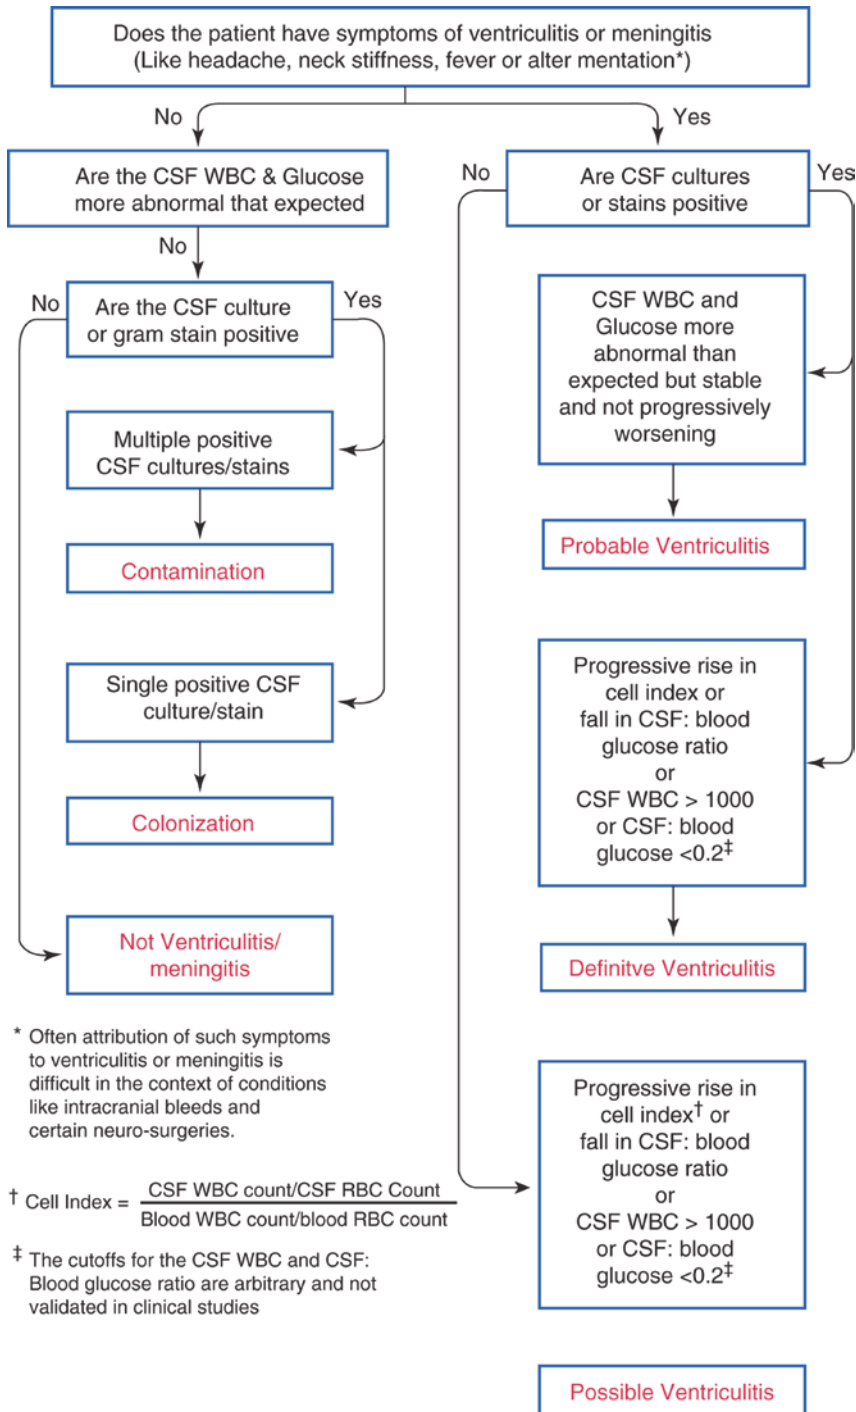 Does the patient have symptoms of ventriculitis or meningitis
(Like headache, neck stiffness, fever or alter mentation*)
No
Yes
Are the CSF WBC & Glucose
more abnormal that expected
No
No
Are the CSF culture
or gram stain positive
Yes
Multiple positive
CSF cultures/stains
Contamination
Single positive CSF
culture/stain
Colonization
Not Ventriculitis/
meningitis
No
Are CSF cultures
or stains positive
Yes
CSF WBC and
Glucose more
abnormal than
expected but stable
and not progressively
worsening
Probable Ventriculitis
Progressive rise in
cell index or
fall in CSF: blood
glucose ratio
or
CSF WBC > 1000
or CSF: blood
glucose <0.2‡
Definitve Ventriculitis
Progressive rise in
cell index† or
fall in CSF: blood
glucose ratio
or
CSF WBC > 1000
or CSF: blood
glucose <0.2‡
Possible Ventriculitis
* Often attribution of such symptoms
to ventriculitis or meningitis is
difficult in the context of conditions
like intracranial bleeds and
certain neuro-surgeries.
† Cell Index =
CSF WBC count/CSF RBC Count
Blood WBC count/blood RBC count
‡ The cutoffs for the CSF WBC and CSF:
Blood glucose ratio are arbitrary and not
validated in clinical studies